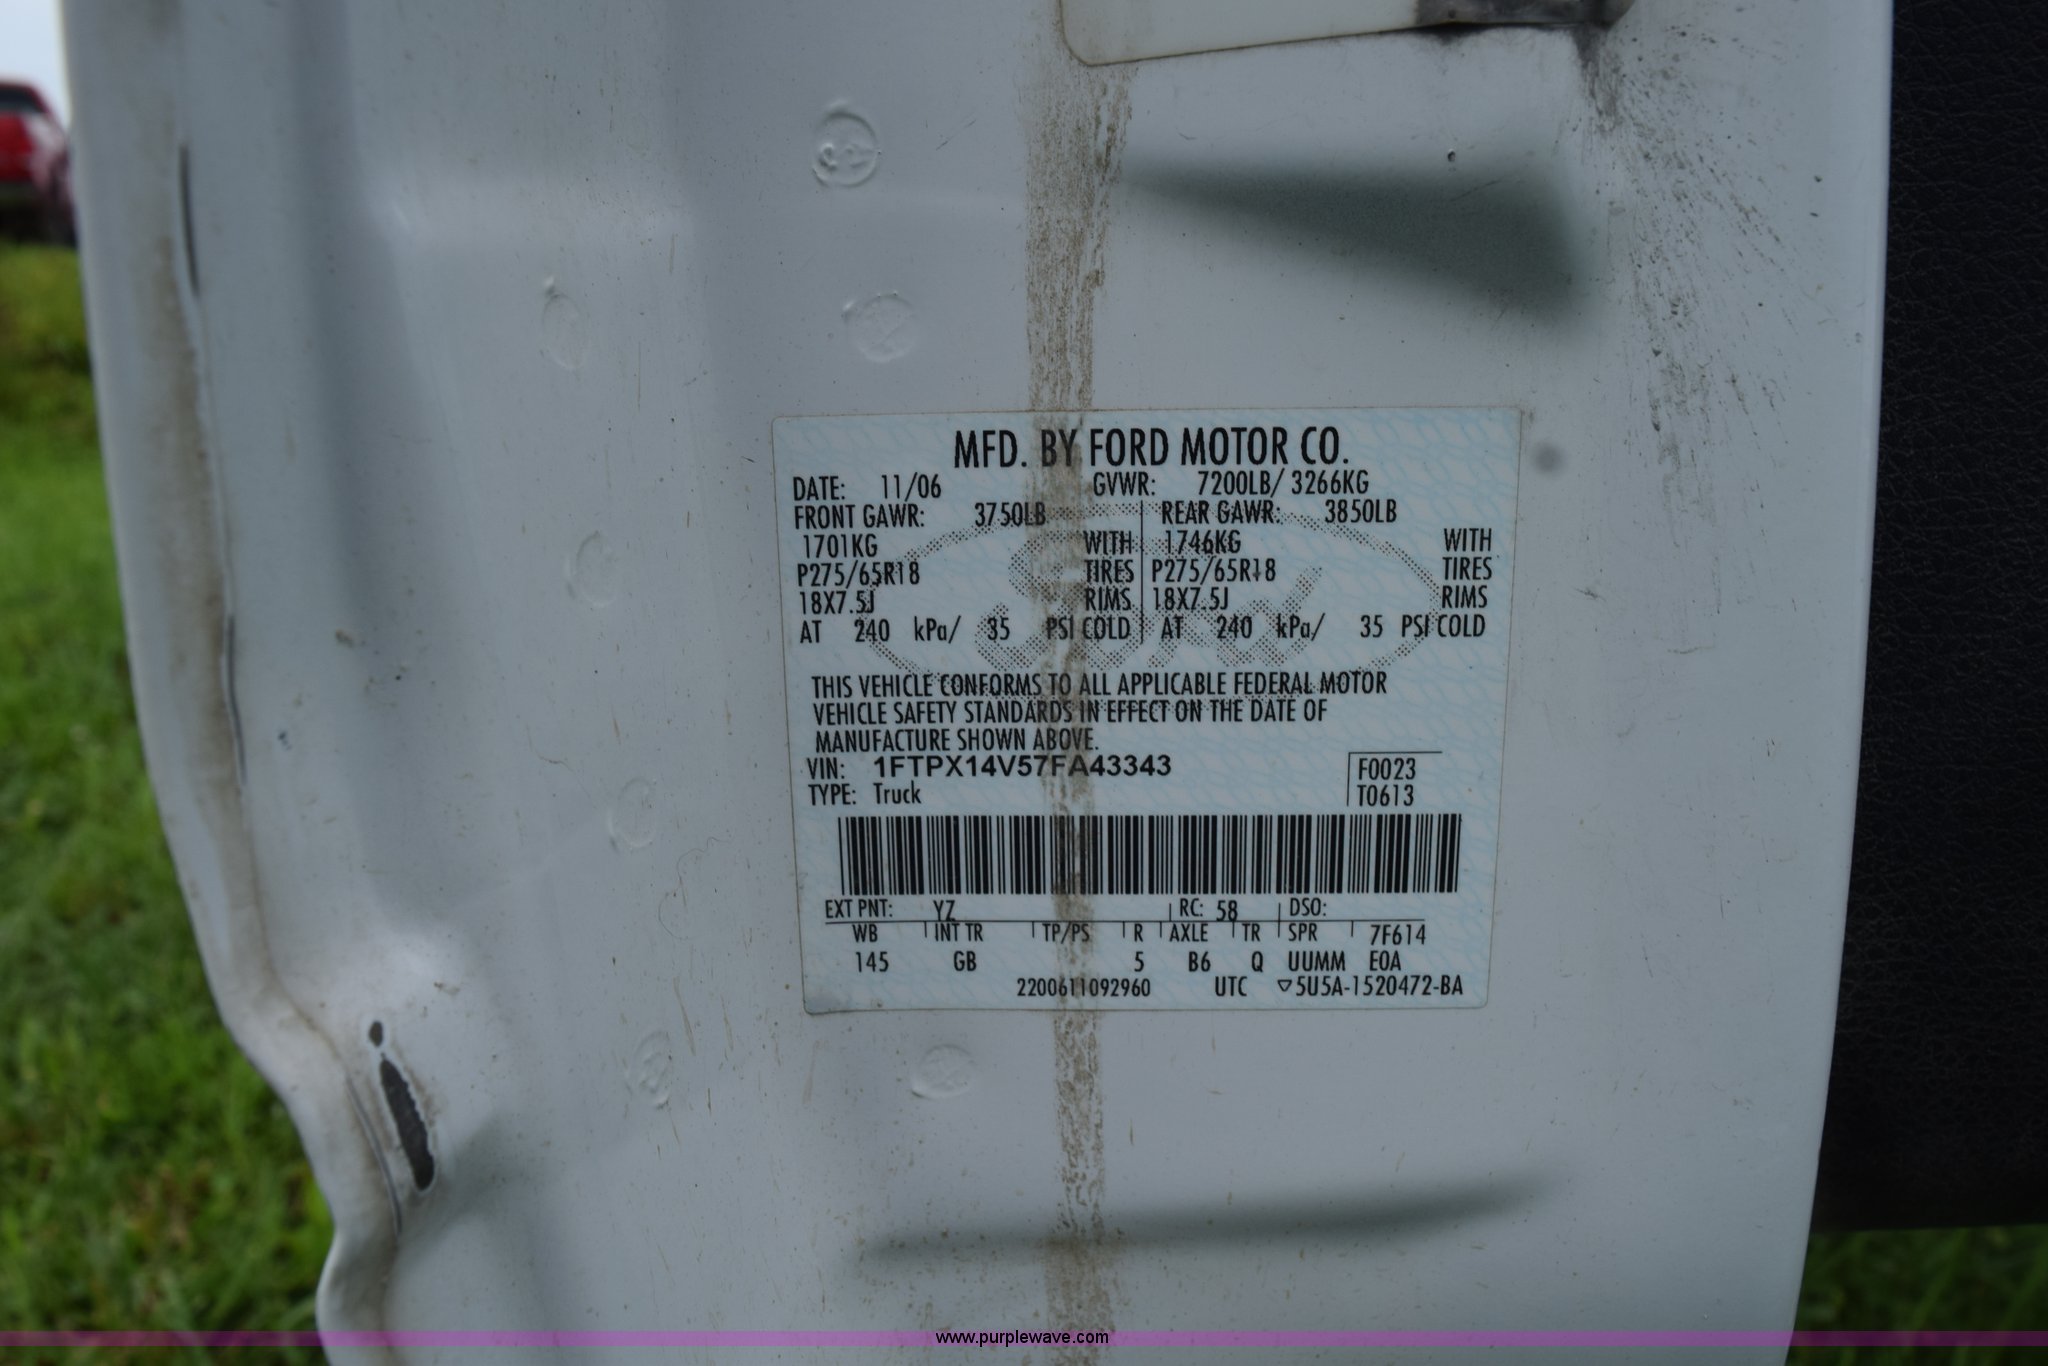 MFD. BY FORD MOTOR CO.
DATE: 11/06 GVWR: 7200LB/ 3266KG
FRONT GAWR: 3750LB REAR GAWR: 3850LB
1701KG WITH 1746KG WITH
P275/65R18 TIRES P275/65R18 TIRES
18X7.5J RIMS 18X7.5J RIMS
AT 240 kPa/ 35 PSI COLD AT 240 kPa/ 35 PSI COLD
Ford
THIS VEHICLE CONFORMS TO ALL APPLICABLE FEDERAL MOTOR
VEHICLE SAFETY STANDARDS IN EFFECT ON THE DATE OF
MANUFACTURE SHOWN ABOVE.
VIN: 1FTPX14V57FA43343 F0023
TYPE: Truck T0613
EXT PNT: YZ RC: 58 DSO:
WB INT TR TP/PS R AXLE TR SPR 7F614
145 GB 5 B6 Q UUMM E0A
2200611092960 UTC ▽5U5A-1520472-BA
www.purplewave.com